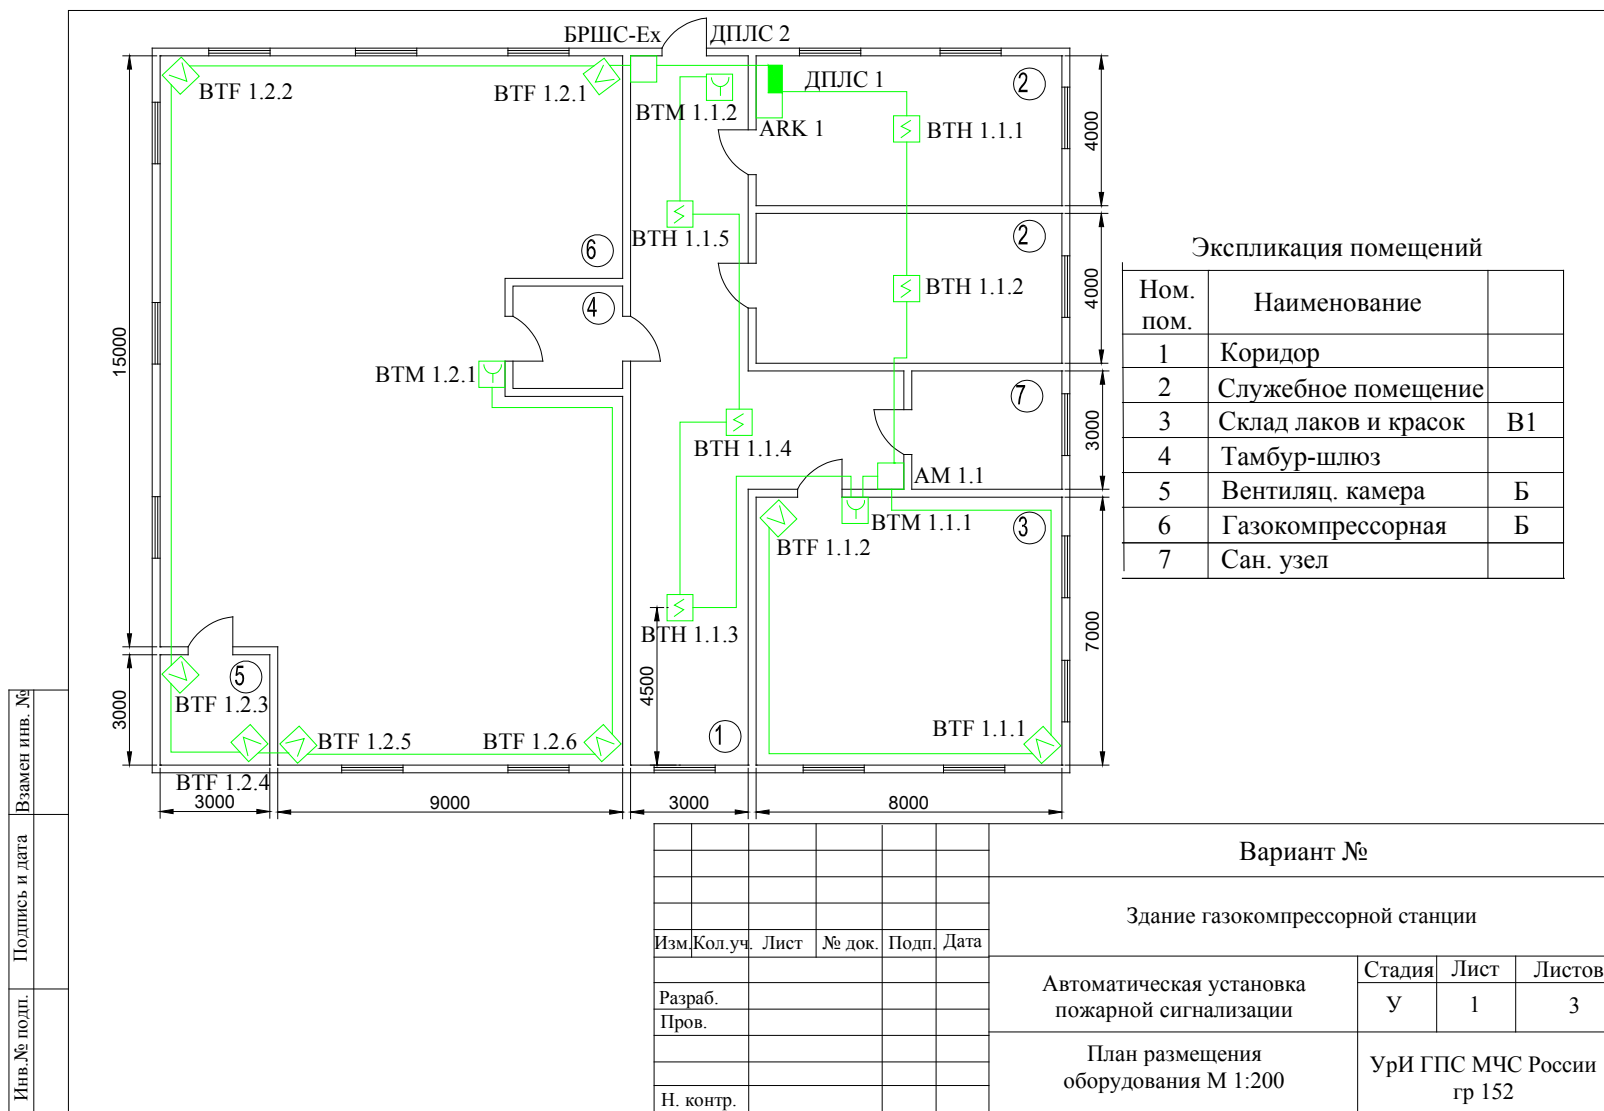 БРШС-Ех
ДПЛС 2
BTF 1.2.2
BTF 1.2.1
BTM 1.1.2
ДПЛС 1
ARK 1
BTH 1.1.1
2
4000
BTH 1.1.5
6
2
BTH 1.1.2
4000
4
15000
BTM 1.2.1
7
3000
BTH 1.1.4
AM 1.1
BTM 1.1.1
BTF 1.1.2
3
BTH 1.1.3
7000
5
4500
BTF 1.2.3
3000
BTF 1.2.5
BTF 1.2.6
1
BTF 1.1.1
BTF 1.2.4
3000
9000
3000
8000
Экспликация помещений
Ном. пом.
Наименование
1 Коридор
2 Служебное помещение
3 Склад лаков и красок В1
4 Тамбур-шлюз
5 Вентиляц. камера Б
6 Газокомпрессорная Б
7 Сан. узел
Взамен инв. №
Подпись и дата
Инв.№ подп.
Изм. Кол.уч. Лист № док. Подп. Дата
Разраб.
Пров.
Н. контр.
Вариант №
Здание газокомпрессорной станции
Автоматическая установка
пожарной сигнализации
Стадия Лист Листов
У 1 3
План размещения
оборудования М 1:200
УрИ ГПС МЧС России
гр 152